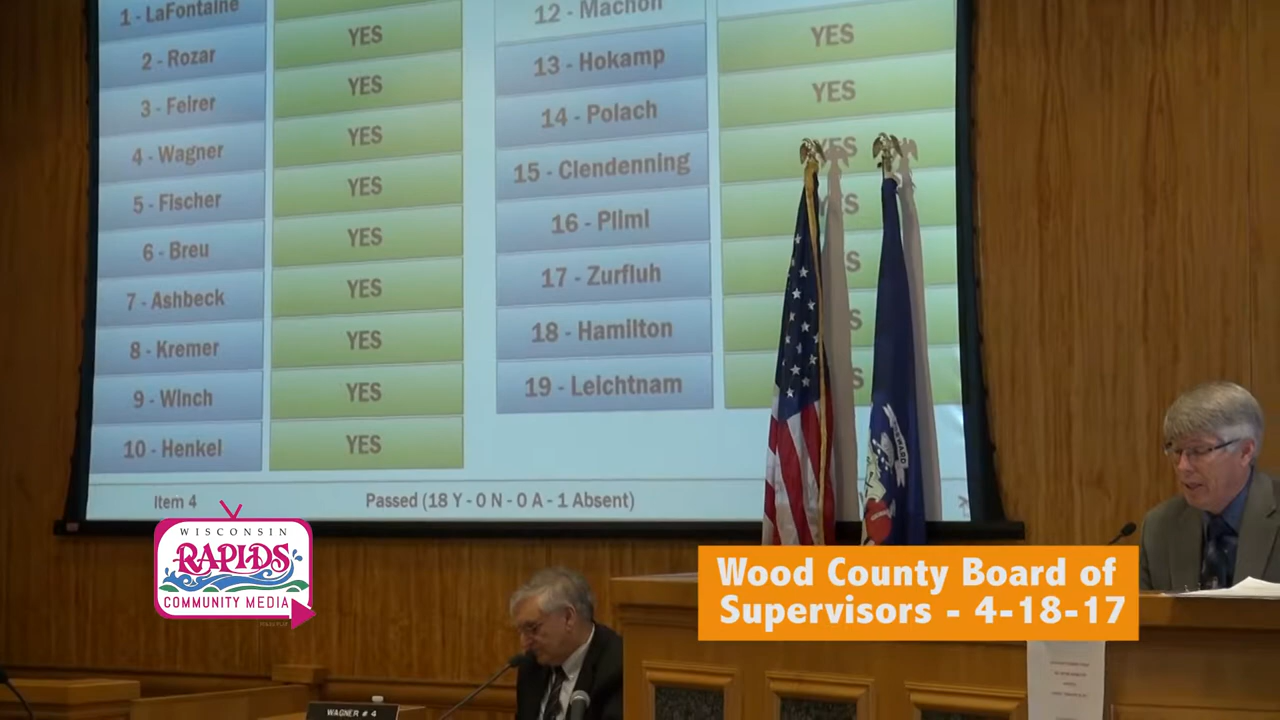 1 - LaFontaine
2 - Rozar YES
3 - Feirer YES
4 - Wagner YES
5 - Fischer YES
6 - Breu YES
7 - Ashbeck YES
8 - Kremer YES
9 - Winch YES
10 - Henkel YES
12 - Machon
13 - Hokamp YES
14 - Polach YES
15 - Clendenning YES
16 - Pliml
17 - Zurfluh
18 - Hamilton
19 - Leichtnam
Item 4 Passed (18 Y - 0 N - 0 A - 1 Absent)
WISCONSIN
RAPIDS
COMMUNITY MEDIA
Wood County Board of
Supervisors - 4-18-17
WAGNER # 4